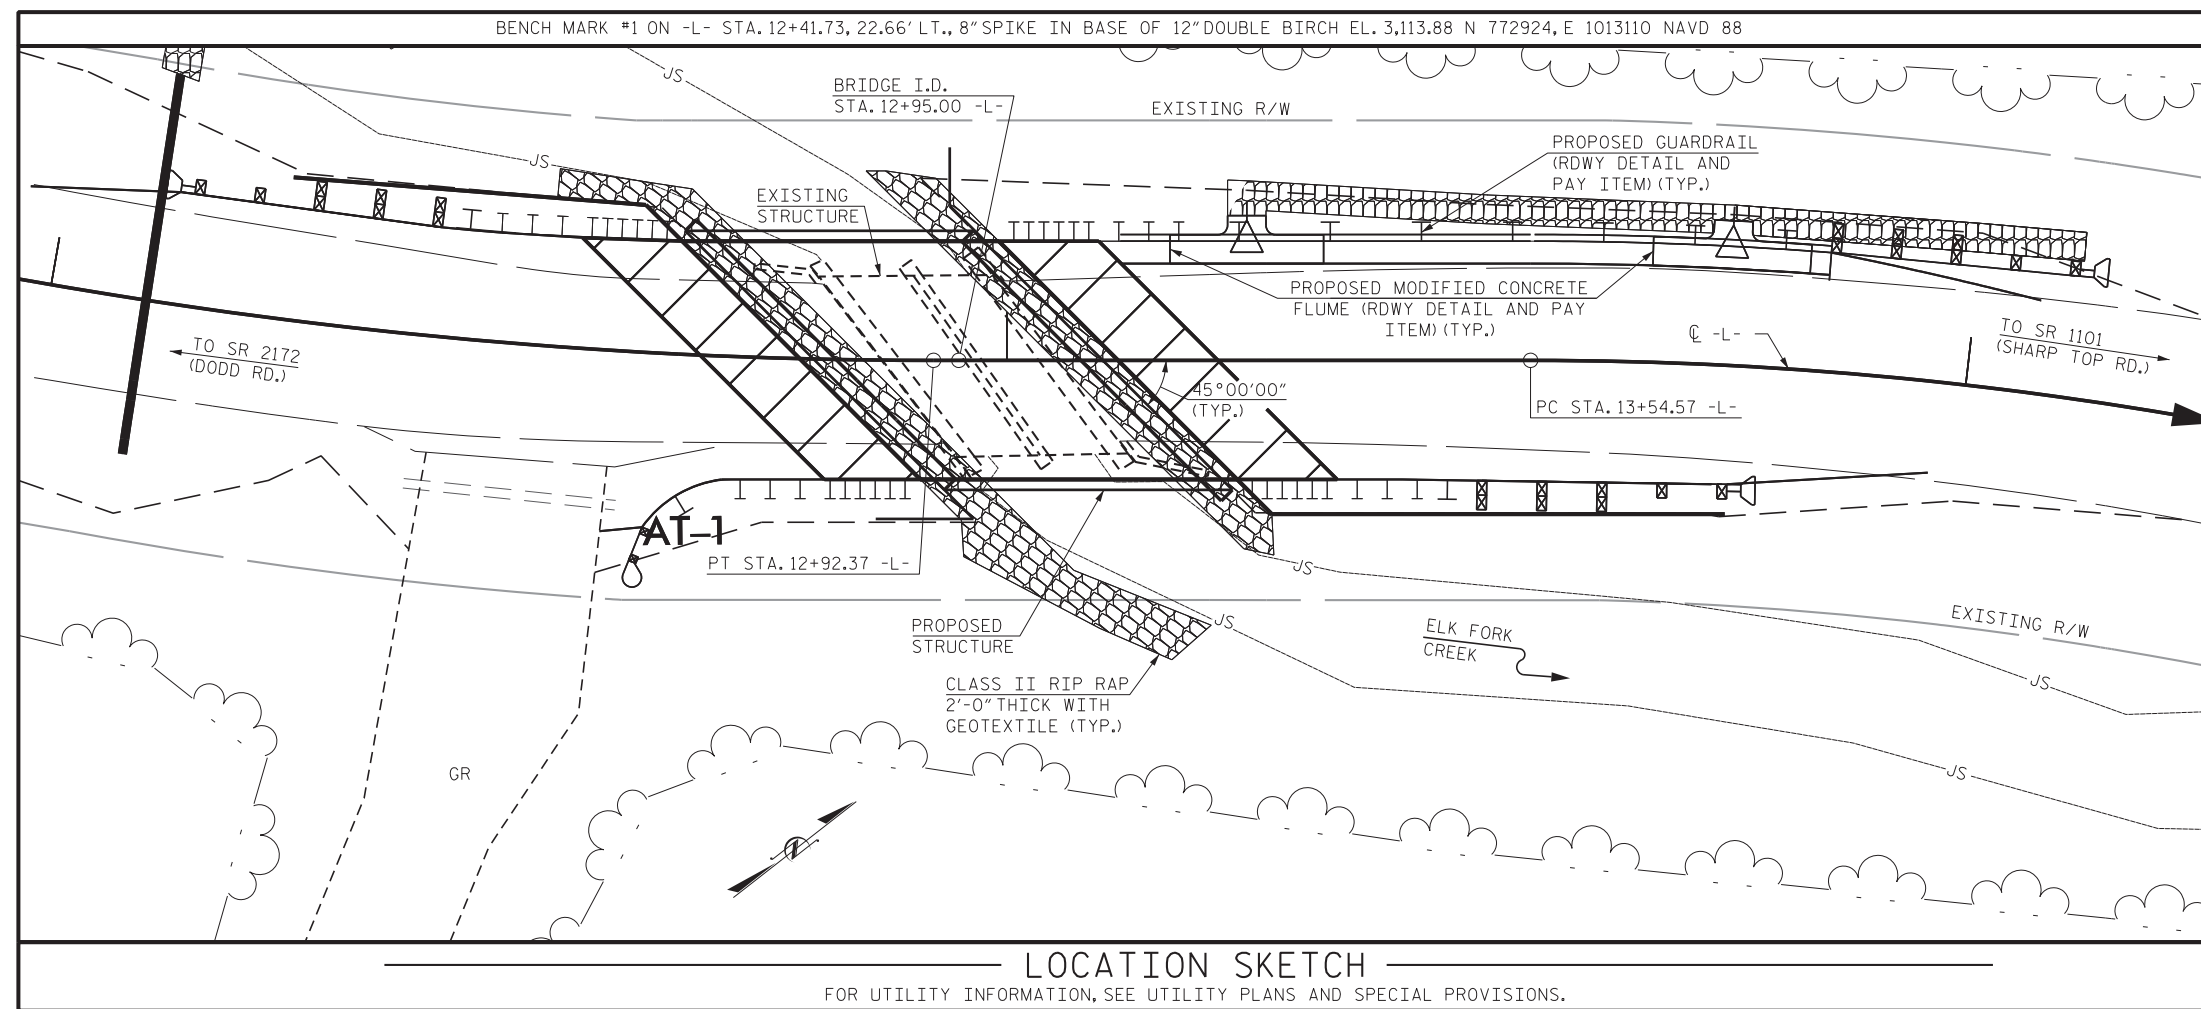 BENCH MARK #1 ON -L- STA. 12+41.73, 22.66' LT., 8" SPIKE IN BASE OF 12" DOUBLE BIRCH EL. 3,113.88 N 772924, E 1013110 NAVD 88
JS
BRIDGE I.D.
STA. 12+95.00 -L-
EXISTING R/W
PROPOSED GUARDRAIL
(RDWY DETAIL AND
PAY ITEM) (TYP.)
JS
EXISTING
STRUCTURE
PROPOSED MODIFIED CONCRETE
FLUME (RDWY DETAIL AND PAY
ITEM) (TYP.)
℄ -L-
TO SR 1101
(SHARP TOP RD.)
TO SR 2172
(DODD RD.)
45°00'00"
(TYP.)
PC STA. 13+54.57 -L-
AT-1
PT STA. 12+92.37 -L-
JS
PROPOSED
STRUCTURE
JS
ELK FORK
CREEK
EXISTING R/W
CLASS II RIP RAP
2'-0" THICK WITH
GEOTEXTILE (TYP.)
JS
GR
JS
LOCATION SKETCH
FOR UTILITY INFORMATION, SEE UTILITY PLANS AND SPECIAL PROVISIONS.